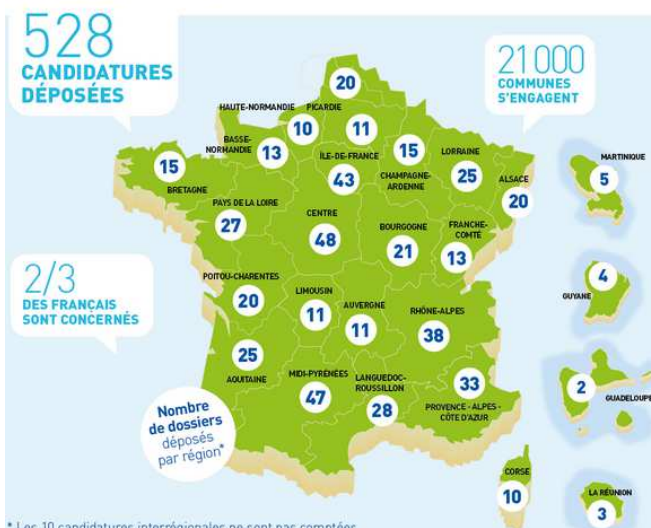 528
CANDIDATURES
DÉPOSÉES
21 000
COMMUNES
S'ENGAGENT
20
HAUTE-NORMANDIE
PICARDIE
10
11
BASSE-
NORMANDIE
13
ÎLE-DE-FRANCE
43
15
CHAMPAGNE-
ARDENNE
LORRAINE
25
ALSACE
20
MARTINIQUE
5
15
BRETAGNE
PAYS DE LA LOIRE
27
CENTRE
48
BOURGOGNE
21
FRANCHE-
COMTÉ
13
2/3
DES FRANÇAIS
SONT CONCERNÉS
4
GUYANE
POITOU-CHARENTES
20
LIMOUSIN
11
AUVERGNE
11
RHÔNE-ALPES
38
25
AQUITAINE
MIDI-PYRÉNÉES
47
LANGUEDOC-
ROUSSILLON
28
33
PROVENCE - ALPES -
CÔTE D'AZUR
2
GUADELOUPE
Nombre
de dossiers
déposés
par région*
CORSE
10
LA RÉUNION
3
* Les 10 candidatures interrégionales ne sont pas comptées